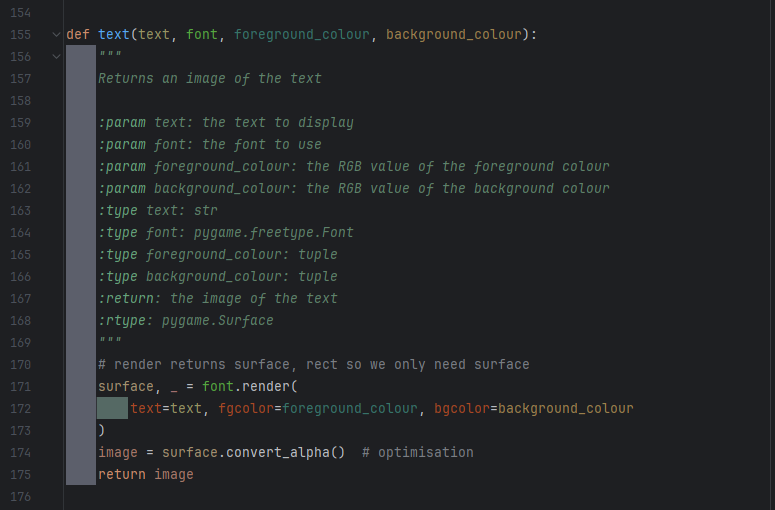 154
155 def text(text, font, foreground_colour, background_colour):
156 """
157 Returns an image of the text
158
159 :param text: the text to display
160 :param font: the font to use
161 :param foreground_colour: the RGB value of the foreground colour
162 :param background_colour: the RGB value of the background colour
163 :type text: str
164 :type font: pygame.freetype.Font
165 :type foreground_colour: tuple
166 :type background_colour: tuple
167 :return: the image of the text
168 :rtype: pygame.Surface
169 """
170 # render returns surface, rect so we only need surface
171 surface, _ = font.render(
172 text=text, fgcolor=foreground_colour, bgcolor=background_colour
173 )
174 image = surface.convert_alpha()  # optimisation
175 return image
176